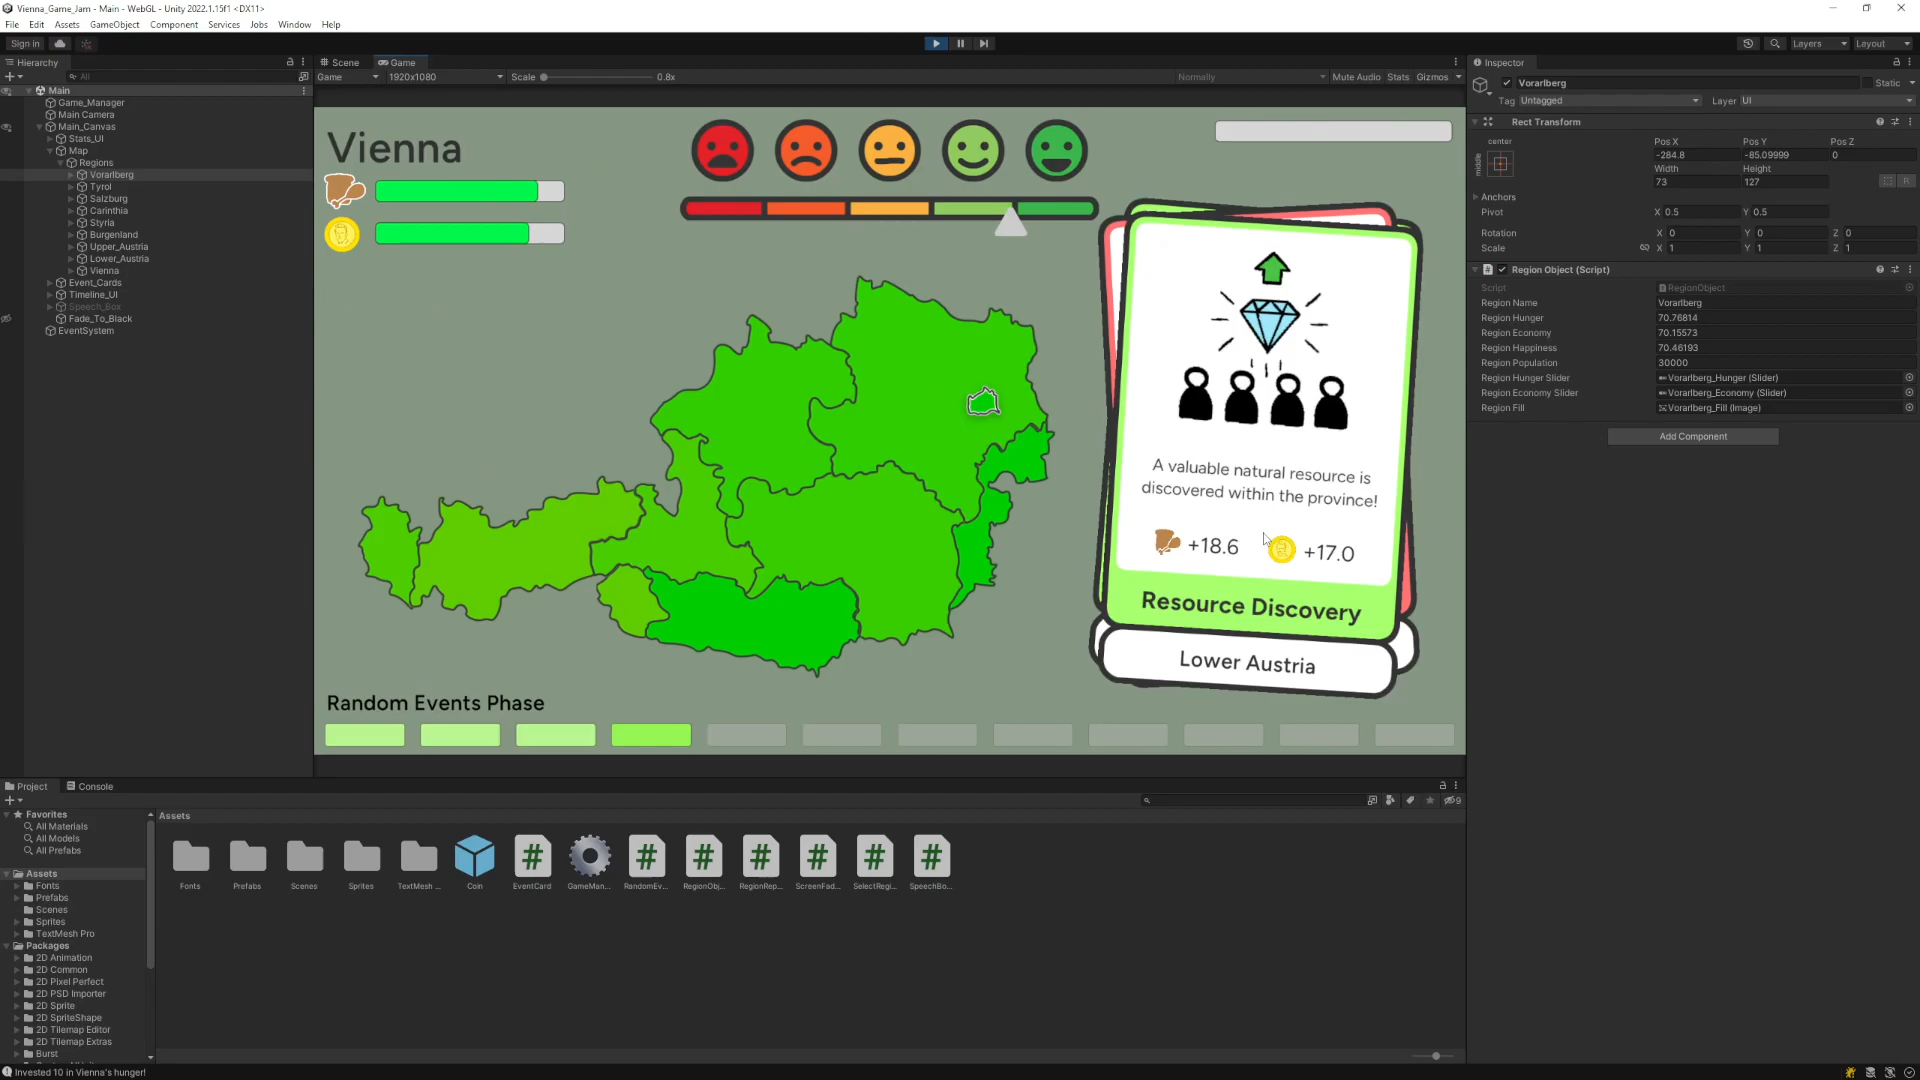 Vienna_Game_Jam - Main - WebGL - Unity 2022.1.15f1 <DX11>
File Edit Assets GameObject Component Services Jobs Window Help
Sign in
Layers
Layout
Hierarchy
Scene
Game
Inspector
All
Game
1920x1080
Scale
0.8x
Normally
Mute Audio
Stats
Gizmos
Main
Game_Manager
Main Camera
Main_Canvas
Stats_UI
Map
Regions
Vorarlberg
Tyrol
Salzburg
Carinthia
Styria
Burgenland
Upper_Austria
Lower_Austria
Vienna
Event_Cards
Timeline_UI
Speech_Box
Fade_To_Black
EventSystem
Vienna
A valuable natural resource is
discovered within the province!
+18.6 +17.0
Resource Discovery
Lower Austria
Random Events Phase
Vorarlberg
Static
Tag Untagged Layer UI
Rect Transform
center
middle
Pos X Pos Y Pos Z
-284.8 -85.09999 0
Width Height
73 127
R
Anchors
Pivot X 0.5 Y 0.5
Rotation X 0 Y 0 Z 0
Scale X 1 Y 1 Z 1
Region Object (Script)
Script RegionObject
Region Name Vorarlberg
Region Hunger 70.76814
Region Economy 70.15573
Region Happiness 70.46193
Region Population 30000
Region Hunger Slider Vorarlberg_Hunger (Slider)
Region Economy Slider Vorarlberg_Economy (Slider)
Region Fill Vorarlberg_Fill (Image)
Add Component
Project
Console
9
Favorites
All Materials
All Models
All Prefabs
Assets
Fonts
Prefabs
Scenes
Sprites
TextMesh Pro
Packages
2D Animation
2D Common
2D Pixel Perfect
2D PSD Importer
2D Sprite
2D SpriteShape
2D Tilemap Editor
2D Tilemap Extras
Burst
Assets
Fonts
Prefabs
Scenes
Sprites
TextMesh ...
Coin
EventCard
GameMan...
RandomEv...
RegionObj...
RegionRep...
ScreenFad...
SelectRegi...
SpeechBo...
Invested 10 in Vienna's hunger!